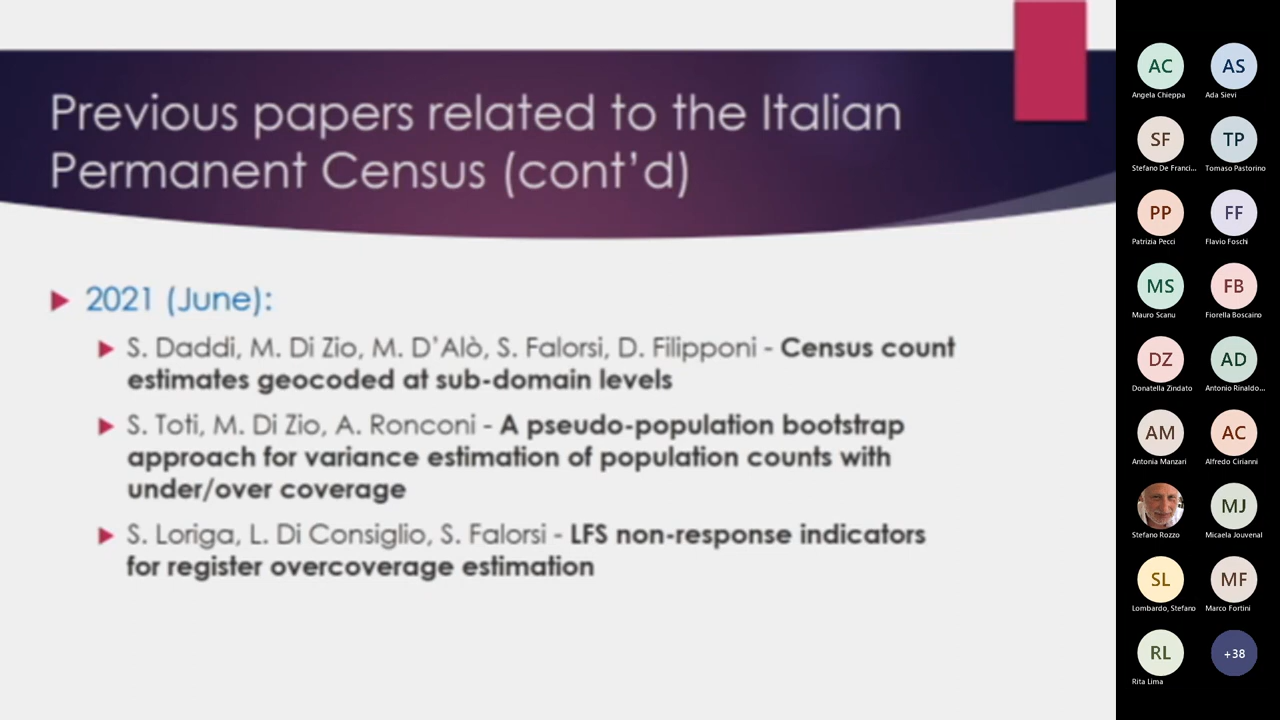 Previous papers related to the Italian
Permanent Census (cont’d)
2021 (June):
S. Daddi, M. Di Zio, M. D’Alò, S. Falorsi, D. Filipponi - Census count
estimates geocoded at sub-domain levels
S. Toti, M. Di Zio, A. Ronconi - A pseudo-population bootstrap
approach for variance estimation of population counts with
under/over coverage
S. Loriga, L. Di Consiglio, S. Falorsi - LFS non-response indicators
for register overcoverage estimation
AC AS
Angela Chieppa Ada Sievi
SF TP
Stefano De Franci... Tomaso Pastorino
PP FF
Patrizia Pecci Flavio Foschi
MS FB
Mauro Scanu Fiorella Boscaino
DZ AD
Donatella Zindato Antonio Rinaldo...
AM AC
Antonia Manzari Alfredo Cirianni
MJ
Stefano Rozzo Micaela Jouvenal
SL MF
Lombardo, Stefano Marco Fortini
RL +38
Rita Lima